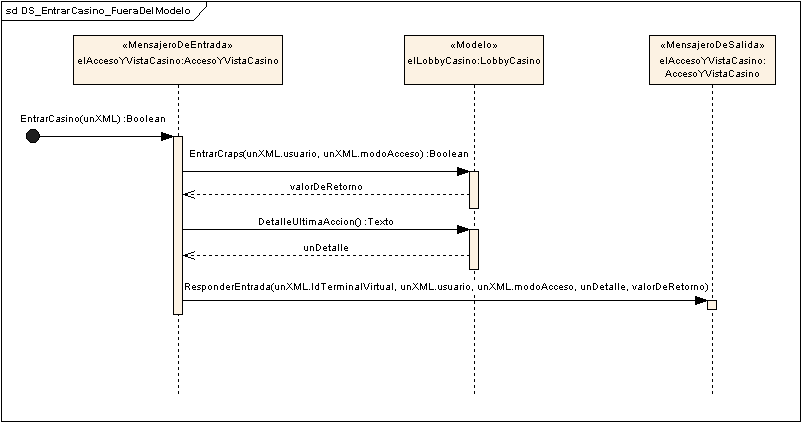 sd DS_EntrarCasino_FueraDelModelo
«MensajeroDeEntrada»
elAccesoYVistaCasino:AccesoYVistaCasino
«Modelo»
elLobbyCasino:LobbyCasino
«MensajeroDeSalida»
elAccesoYVistaCasino:
AccesoYVistaCasino
EntrarCasino(unXML) :Boolean
EntrarCraps(unXML.usuario, unXML.modoAcceso) :Boolean
valorDeRetorno
DetalleUltimaAccion() :Texto
unDetalle
ResponderEntrada(unXML.IdTerminalVirtual, unXML.usuario, unXML.modoAcceso, unDetalle, valorDeRetorno)